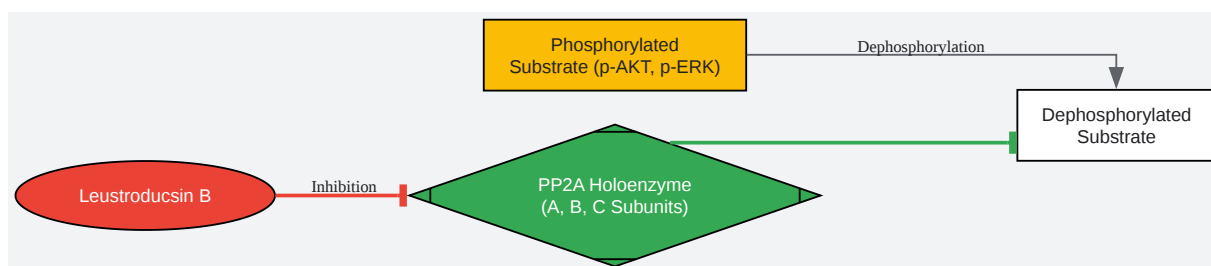 Phosphorylated
Substrate (p-AKT, p-ERK)
Dephosphorylation
Dephosphorylated
Substrate
Leustroducsin B
Inhibition
PP2A Holoenzyme
(A, B, C Subunits)